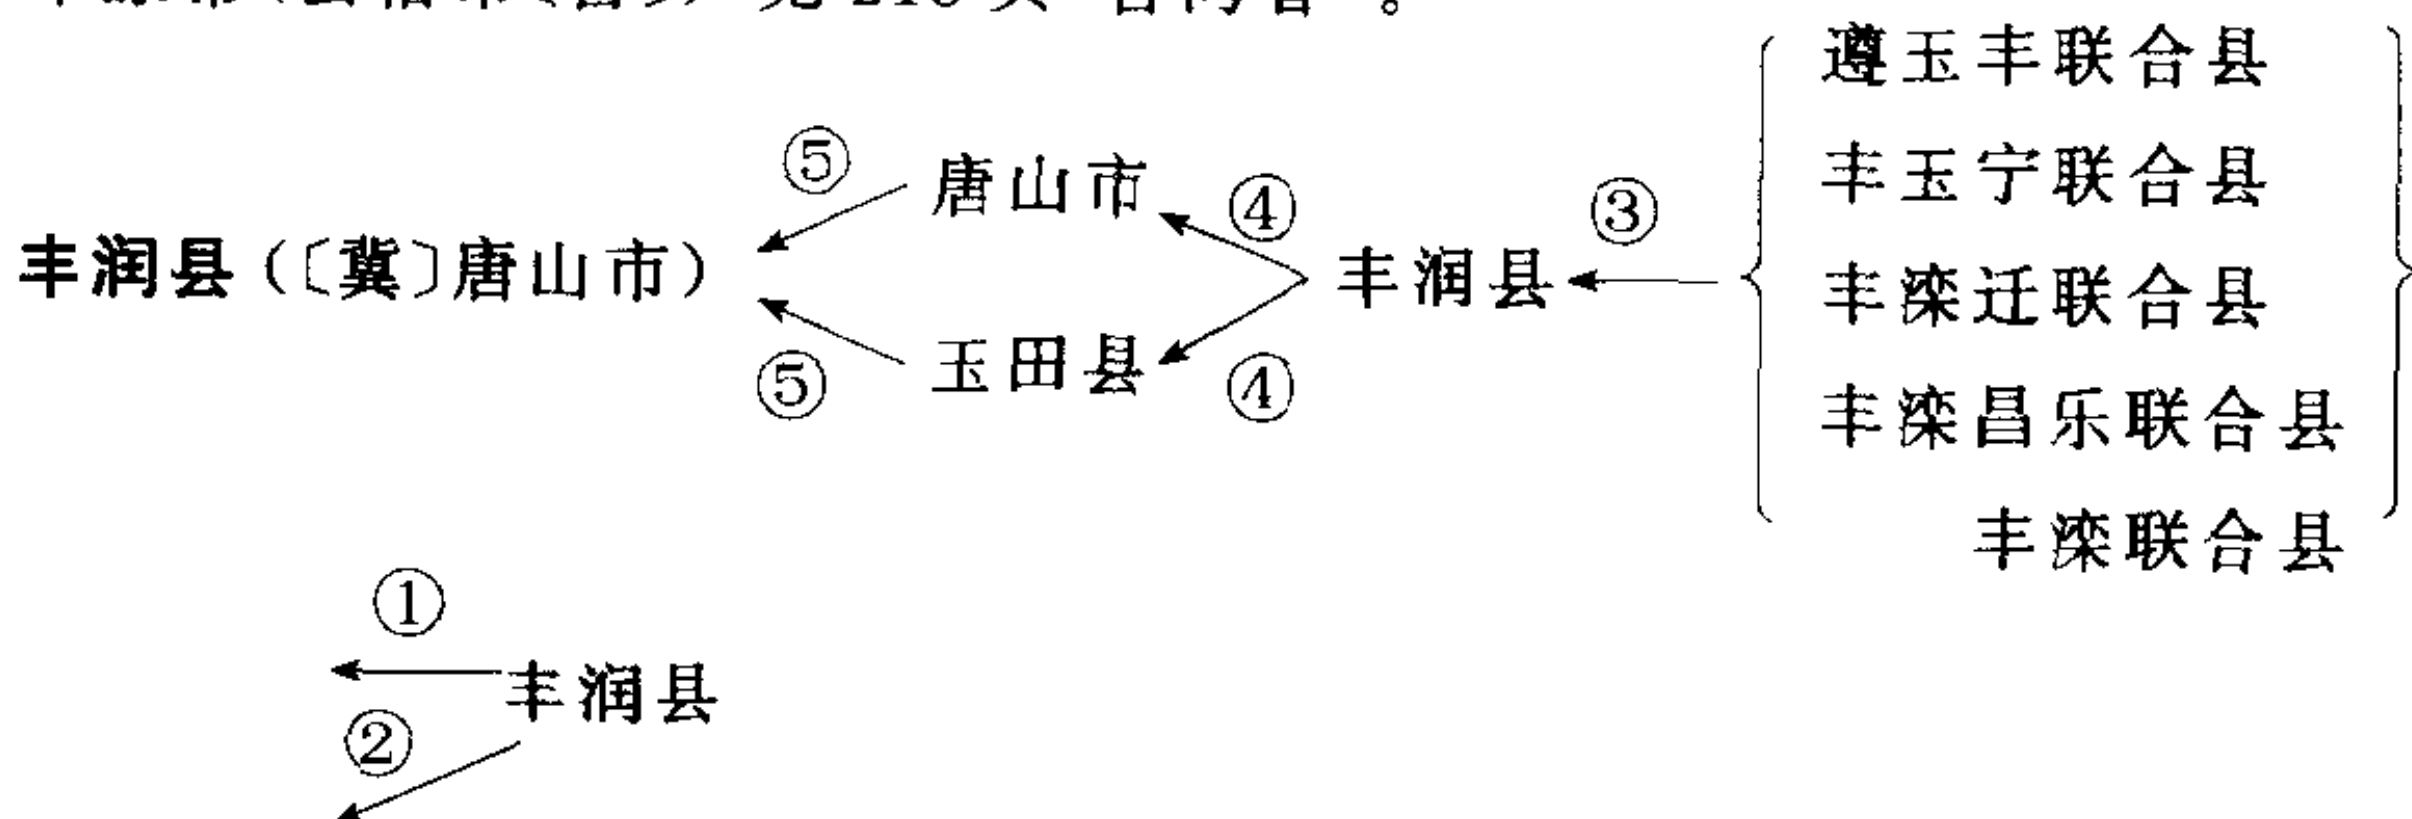 遵玉丰联合县
⑤ 唐山市 ④ ③ 丰玉宁联合县
丰润县(〔冀〕唐山市) 丰润县 丰滦迁联合县
⑤ 玉田县 ④ 丰滦昌乐联合县
丰滦联合县
①
丰润县
②